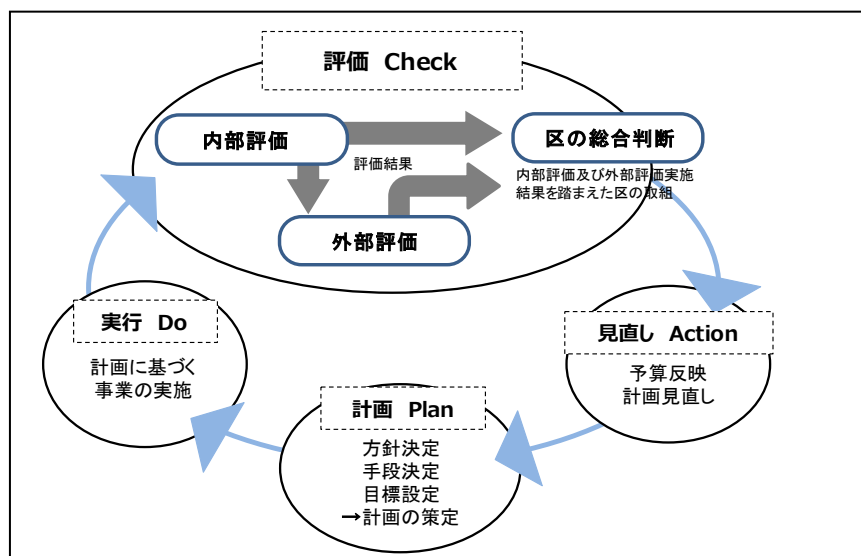 評価 Check
内部評価
区の総合判断
評価結果
内部評価及び外部評価実施
結果を踏まえた区の取組
外部評価
実行 Do
計画に基づく
事業の実施
見直し Action
予算反映
計画見直し
計画 Plan
方針決定
手段決定
目標設定
→計画の策定